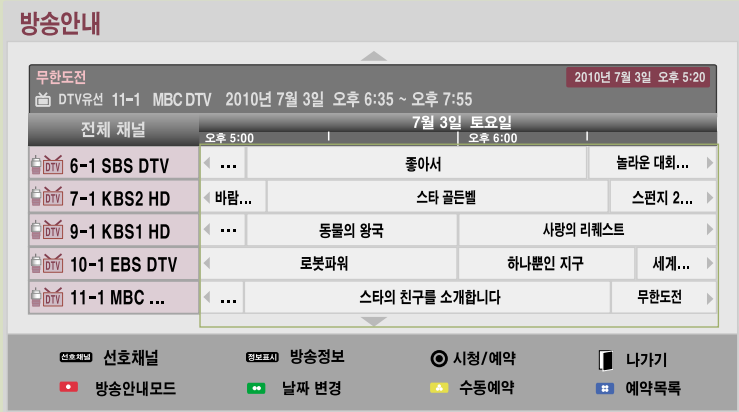 방송안내
무한도전 2010년 7월 3일 오후 5:20
DTV유선 11-1 MBC DTV 2010년 7월 3일 오후 6:35 ~ 오후 7:55
전체 채널 7월 3일 토요일
오후 5:00 오후 6:00
DTV 6-1 SBS DTV ... 좋아서 놀라운 대회...
DTV 7-1 KBS2 HD 바람... 스타 골든벨 스펀지 2...
DTV 9-1 KBS1 HD ... 동물의 왕국 사랑의 리퀘스트
DTV 10-1 EBS DTV 로봇파워 하나뿐인 지구 세계...
DTV 11-1 MBC ... ... 스타의 친구를 소개합니다 무한도전
선호채널 선호채널 정보표시 방송정보 시청/예약 나가기
방송안내모드 날짜 변경 수동예약 예약목록